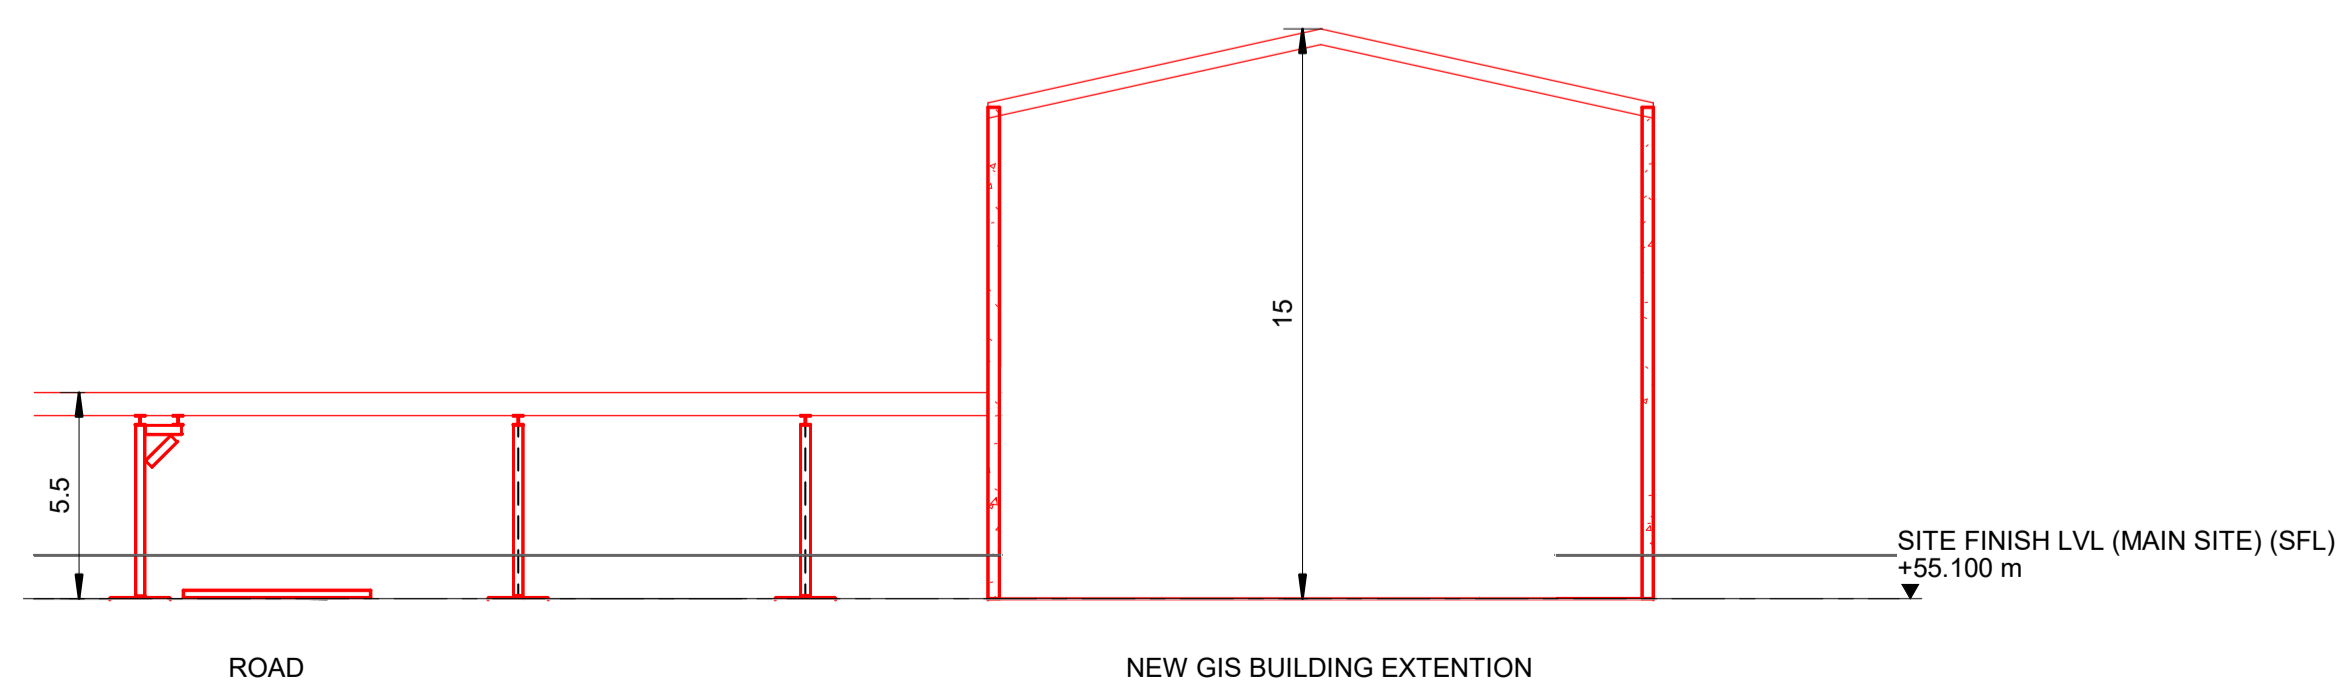 15
5.5
SITE FINISH LVL (MAIN SITE) (SFL)
+55.100 m
ROAD
NEW GIS BUILDING EXTENTION